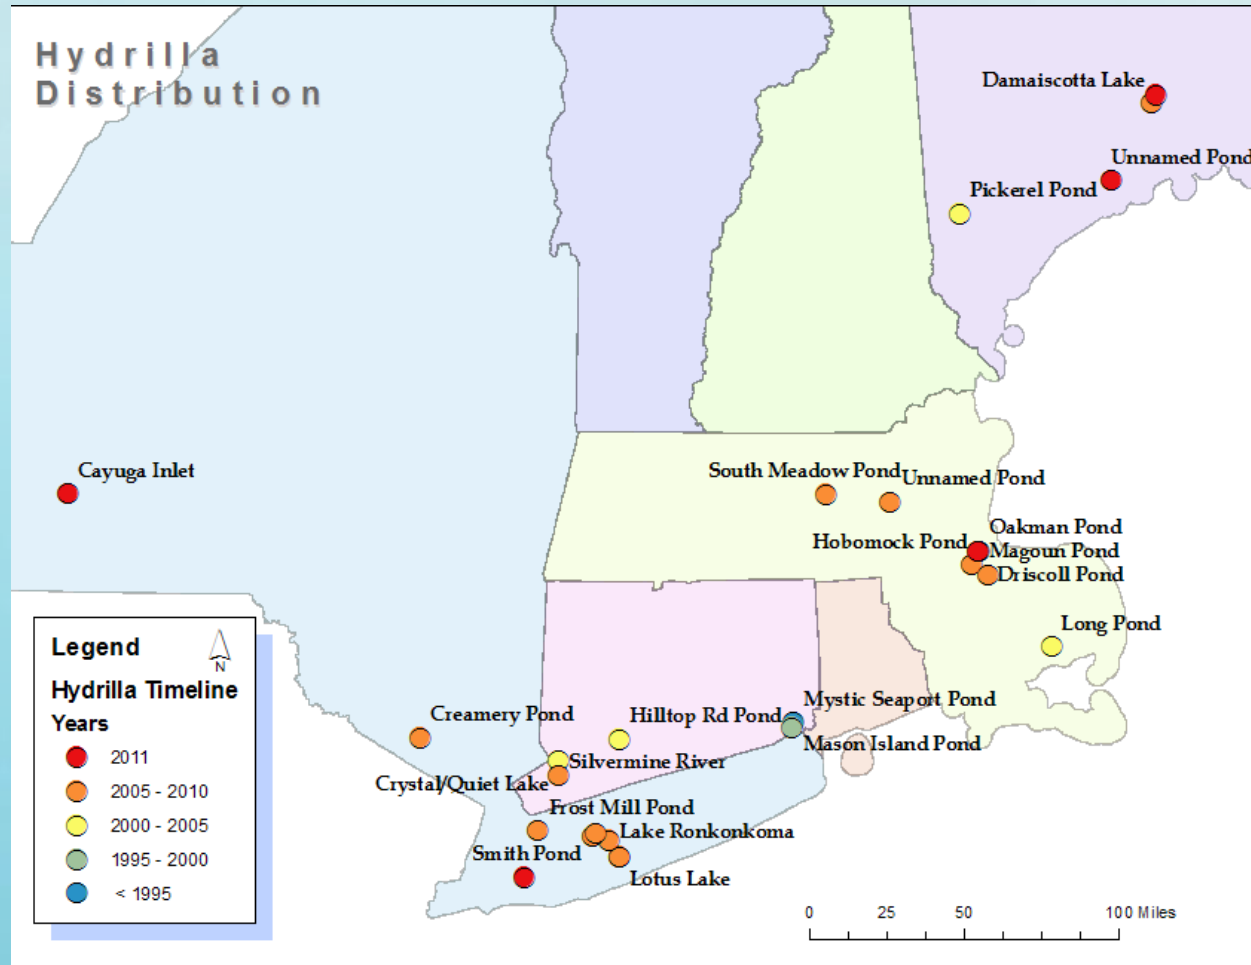 Hydrilla
Distribution
Damaiscotta Lake
Unnamed Pond
Pickerel Pond
Cayuga Inlet
South Meadow Pond
Unnamed Pond
Oakman Pond
Hobomock Pond
Magoun Pond
Driscoll Pond
Long Pond
Legend
N
Hydrilla Timeline
Years
2011
2005 - 2010
2000 - 2005
1995 - 2000
< 1995
Creamery Pond
Hilltop Rd Pond
Mystic Seaport Pond
Mason Island Pond
Silvermine River
Crystal/Quiet Lake
Frost Mill Pond
Lake Ronkonkoma
Smith Pond
Lotus Lake
0 25 50 100 Miles